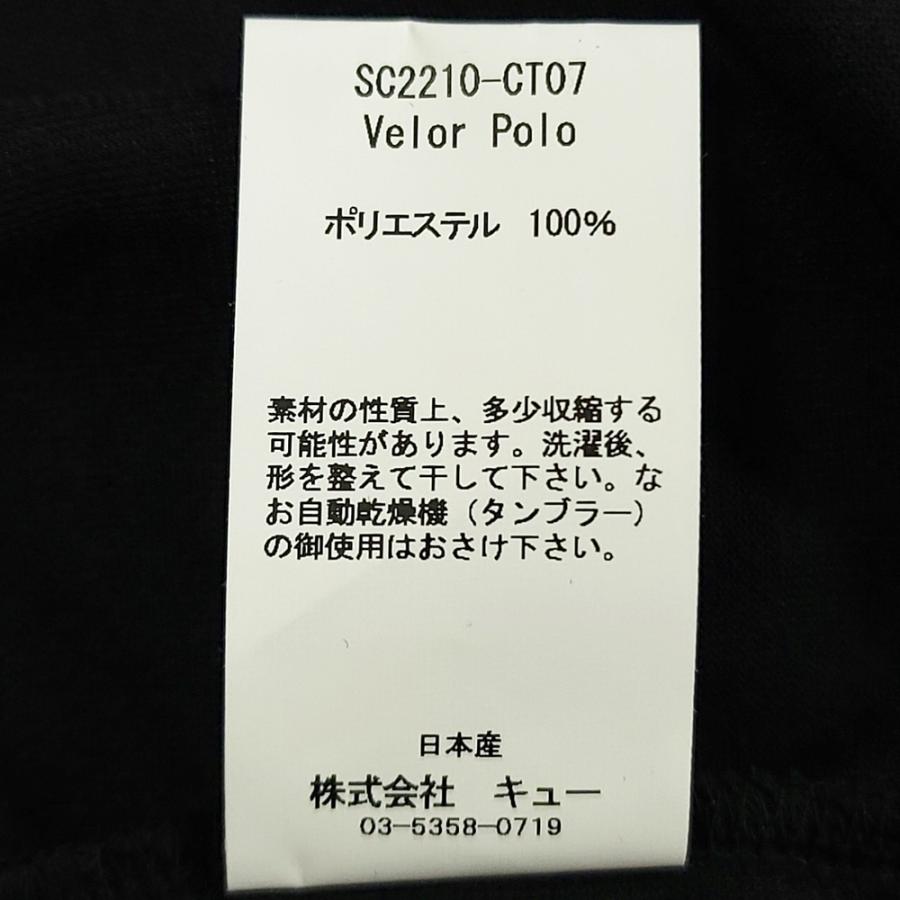 SC2210-CT07
Velor Polo
ポリエステル 100%
素材の性質上、多少収縮する
可能性があります。洗濯後、
形を整えて干して下さい。な
お自動乾燥機（タンブラー）
の御使用はおさけ下さい。
日本産
株式会社 キュー
03-5358-0719